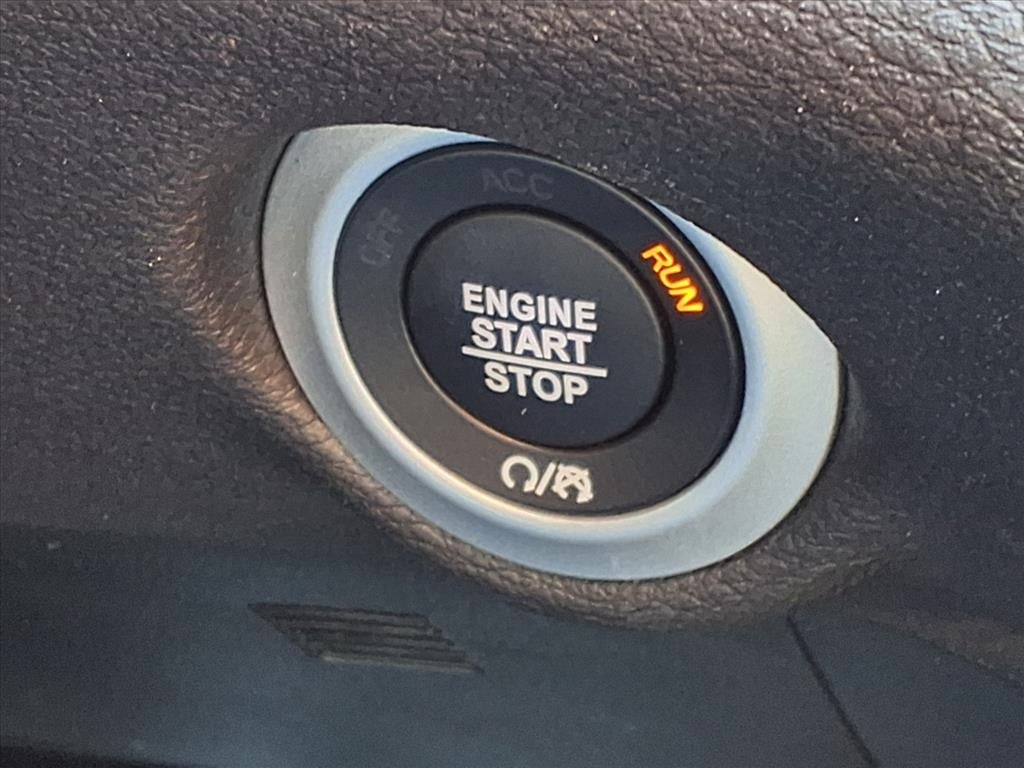 ACC
OFF
RUN
ENGINE
START
STOP